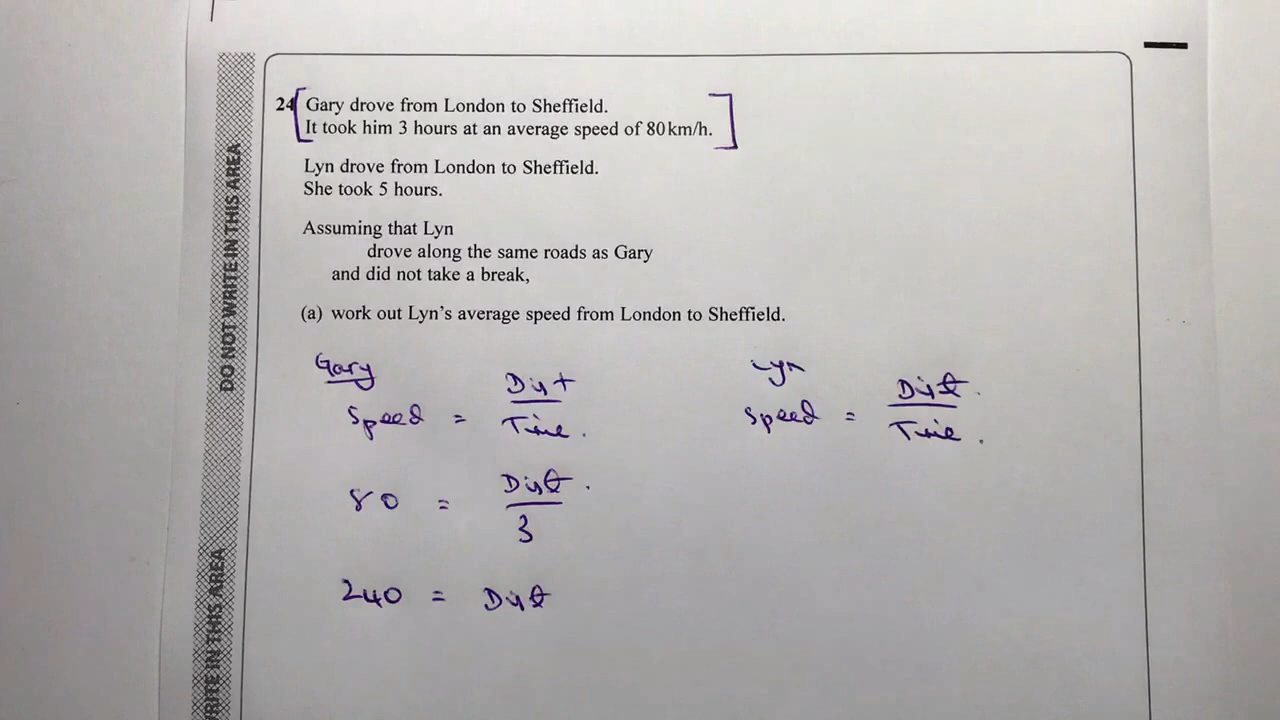 24 Gary drove from London to Sheffield.
It took him 3 hours at an average speed of 80 km/h.
Lyn drove from London to Sheffield.
She took 5 hours.
Assuming that Lyn
drove along the same roads as Gary
and did not take a break,
(a) work out Lyn's average speed from London to Sheffield.
Gary
Speed = Dist / Time.
80 = Dist. / 3
240 = Dist
Lyn
Speed = Dist. / Time.
DO NOT WRITE IN THIS AREA
WRITE IN THIS AREA